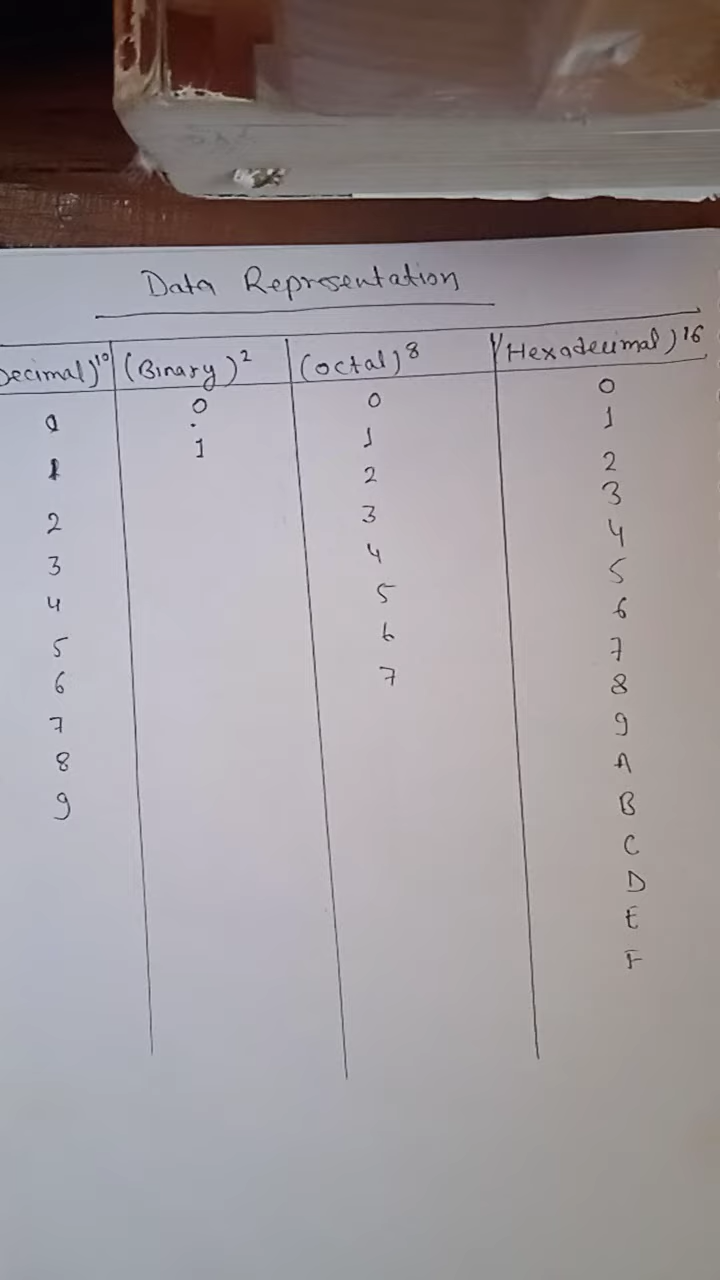 Data Representation
Decimal)¹⁰ (Binary)² (octal)⁸ (Hexadecimal)¹⁶
0 0 0 0
1 1 1 1
2 2 2
3 3 3
4 4 4
5 5 5
6 6 6
7 7 7
8 8
9 9
A
B
C
D
E
F